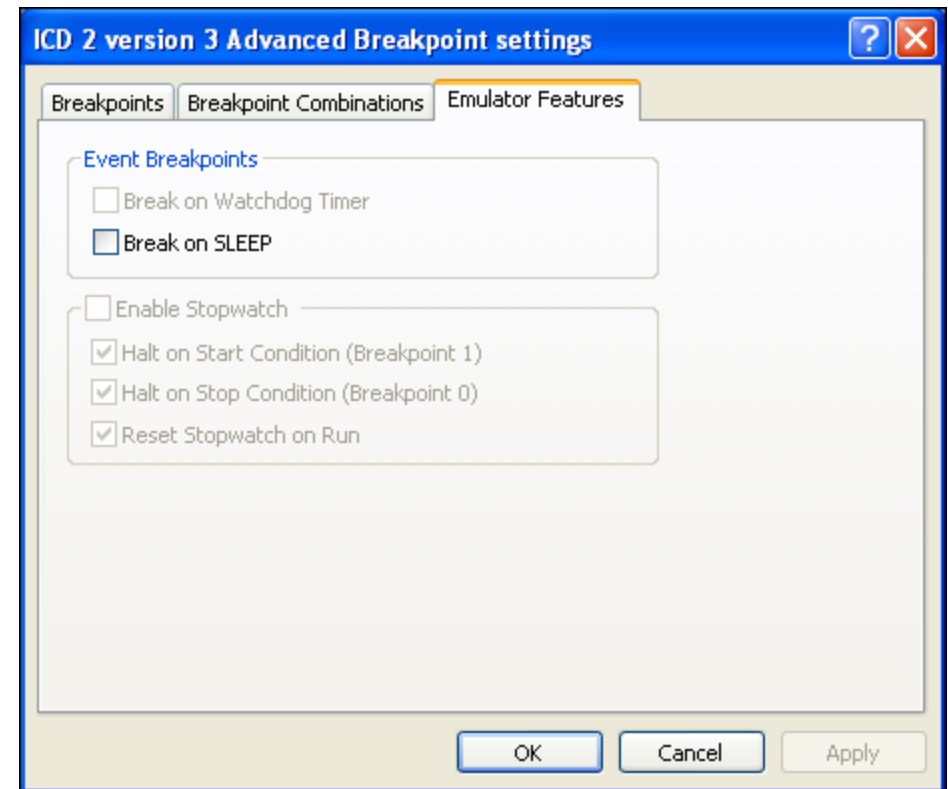 ICD 2 version 3 Advanced Breakpoint settings
Breakpoints Breakpoint Combinations Emulator Features
Event Breakpoints
Break on Watchdog Timer
Break on SLEEP
Enable Stopwatch
Halt on Start Condition (Breakpoint 1)
Halt on Stop Condition (Breakpoint 0)
Reset Stopwatch on Run
OK Cancel Apply